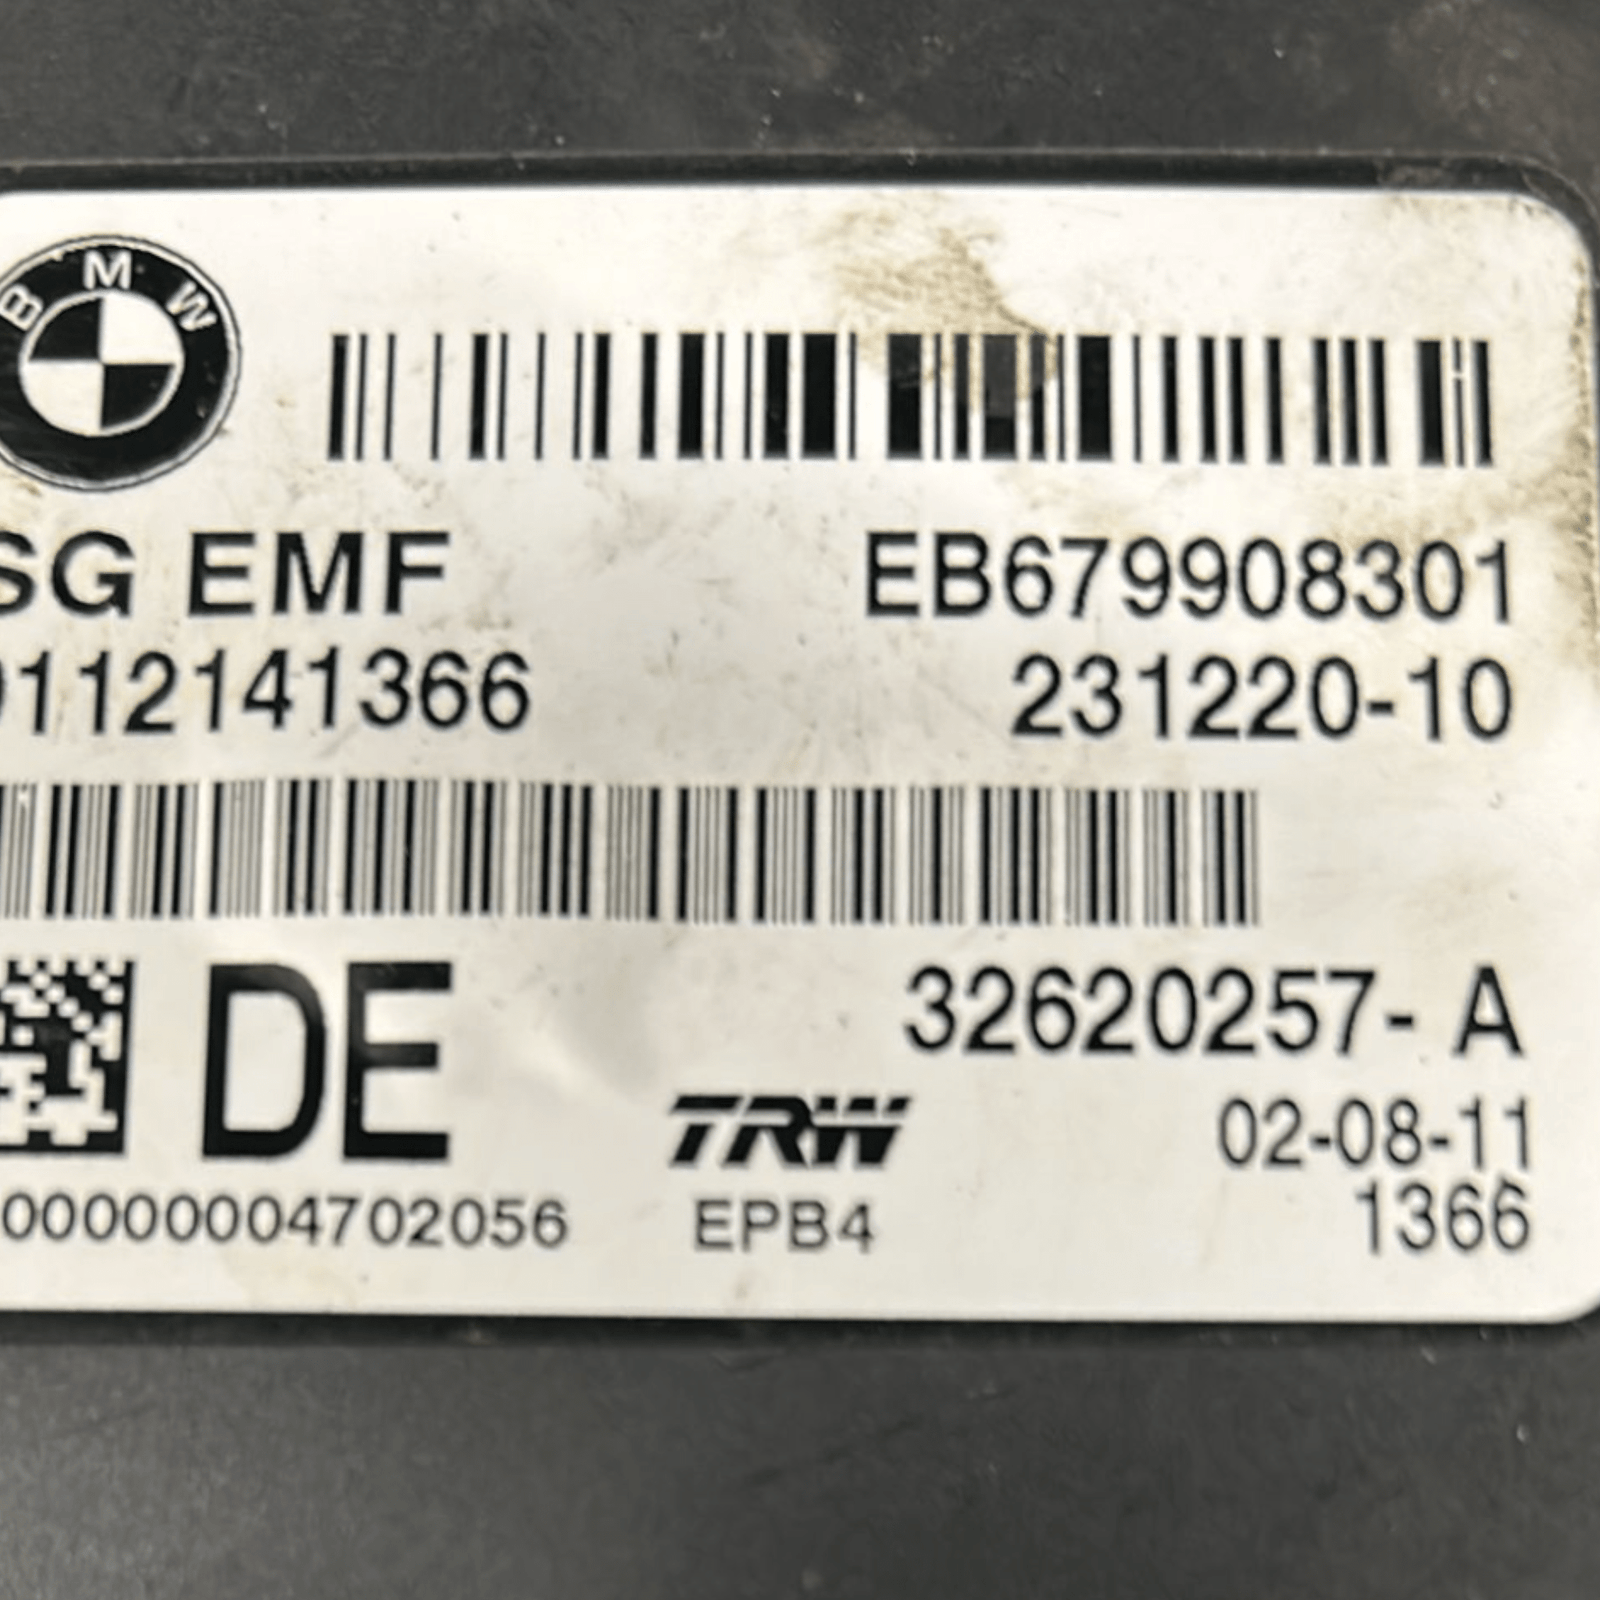 BMW
SG EMF EB679908301
0112141366 231220-10
DE 32620257- A
TRW 02-08-11
00000004702056 EPB4 1366